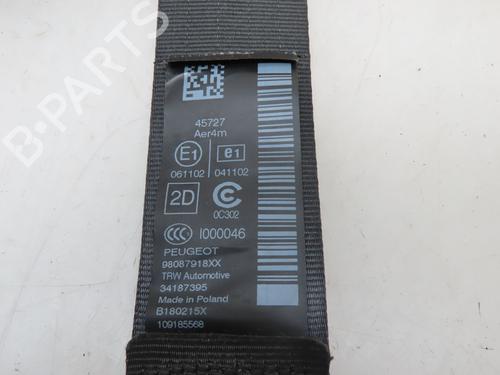 45727
Aer4m
E1
e1
061102
041102
2D
C
0C302
CCC
I000046
PEUGEOT
98087918XX
TRW Automotive
34187395
Made in Poland
B180215X
109185568
B-PARTS